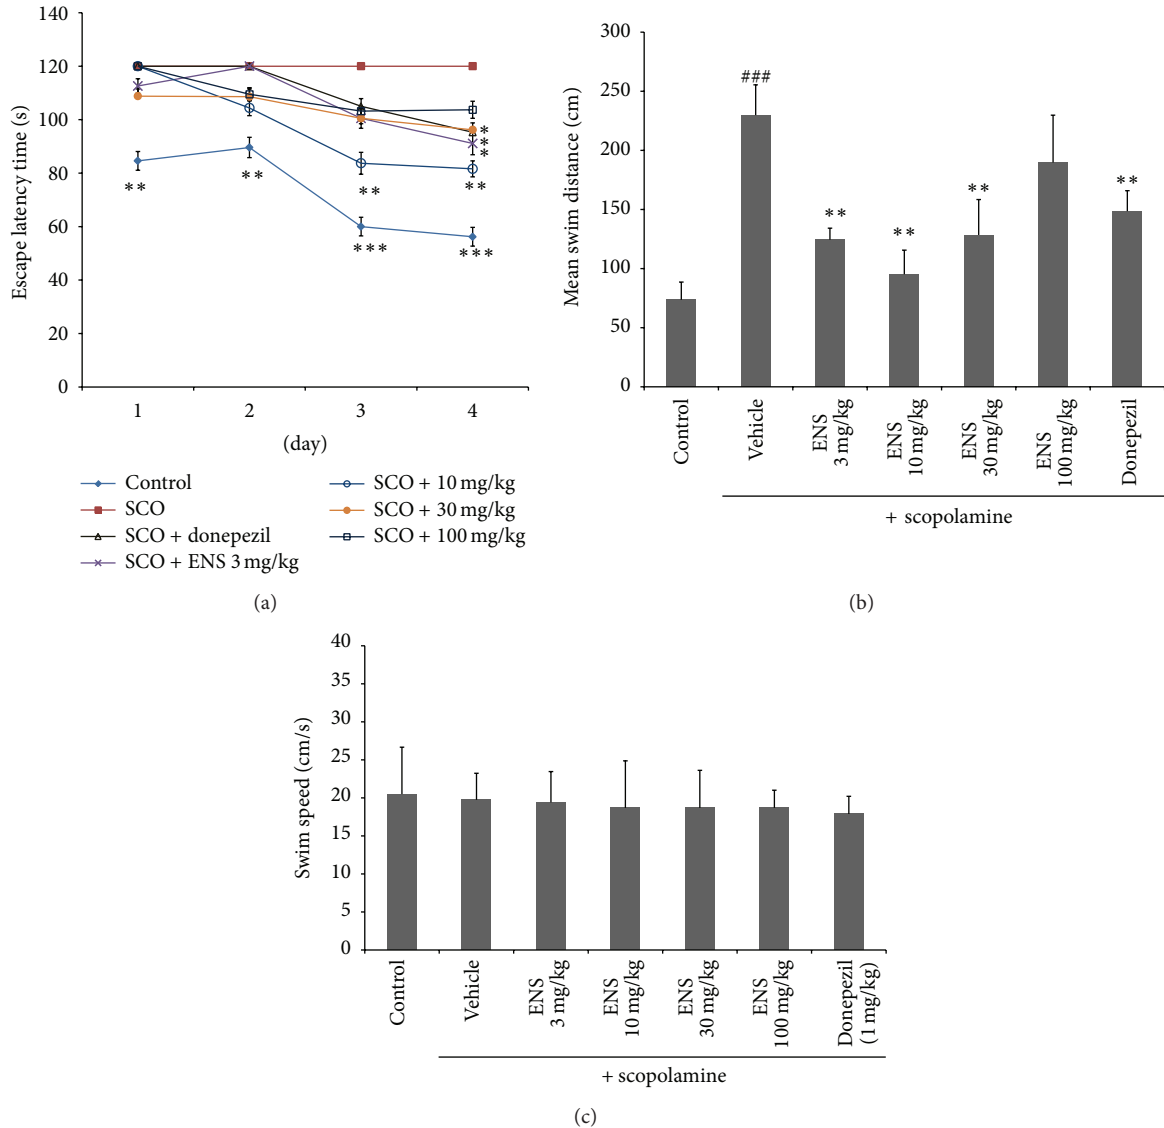 140
120
100
80
60
40
20
0
Escape latency time (s)
**
**
**
***
*
*
*
**
***
1 2 3 4
(day)
Control
SCO
SCO + donepezil
SCO + ENS 3 mg/kg
SCO + 10 mg/kg
SCO + 30 mg/kg
SCO + 100 mg/kg
(a)
300
250
200
150
100
50
0
Mean swim distance (cm)
###
**
**
**
**
Control
Vehicle
ENS
3 mg/kg
ENS
10 mg/kg
ENS
30 mg/kg
ENS
100 mg/kg
Donepezil
+ scopolamine
(b)
40
35
30
25
20
15
10
5
0
Swim speed (cm/s)
Control
Vehicle
ENS
3 mg/kg
ENS
10 mg/kg
ENS
30 mg/kg
ENS
100 mg/kg
Donepezil
(1 mg/kg)
+ scopolamine
(c)